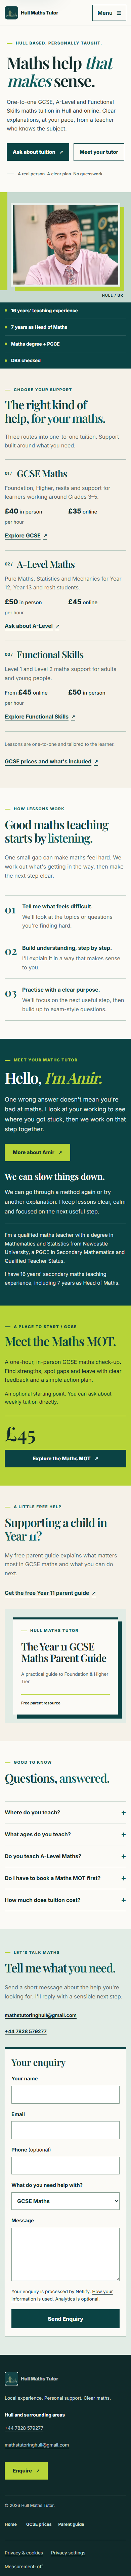 Hull Maths Tutor
Menu
HULL BASED. PERSONALLY TAUGHT.
Maths help that
makes sense.
One-to-one GCSE, A-Level and Functional
Skills maths tuition in Hull and online. Clear
explanations, at your pace, from a teacher
who knows the subject.
Ask about tuition ↗
Meet your tutor
A real person. A clear plan. No guesswork.
HULL / UK
18 years' teaching experience
7 years as Head of Maths
Maths degree + PGCE
DBS checked
CHOOSE YOUR SUPPORT
The right kind of
help, for your maths.
Three routes into one-to-one tuition. Support
built around what you need.
01/ GCSE Maths
Foundation, Higher, resits and support for
learners working around Grades 3–5.
£40 in person £35 online
per hour
Explore GCSE ↗
02/ A-Level Maths
Pure Maths, Statistics and Mechanics for Year
12, Year 13 and resit students.
£50 in person £45 online
per hour
Ask about A-Level ↗
03/ Functional Skills
Level 1 and Level 2 maths support for adults
and young people.
From £45 online £50 in person
per hour
Explore Functional Skills ↗
Lessons are one-to-one and tailored to the learner.
GCSE prices and what's included ↗
HOW LESSONS WORK
Good maths teaching
starts by listening.
One small gap can make maths feel hard. We
work out what's getting in the way, then make
the next step clear.
01 Tell me what feels difficult.
We'll look at the topics or questions
you're finding hard.
02 Build understanding, step by step.
I'll explain it in a way that makes sense
to you.
03 Practise with a clear purpose.
We'll focus on the next useful step, then
build up to exam-style questions.
MEET YOUR MATHS TUTOR
Hello, I'm Amir.
One wrong answer doesn't mean you're
bad at maths. I look at your working to see
where you got stuck, then we work on that
step together.
More about Amir ↗
We can slow things down.
We can go through a method again or try
another explanation. I keep lessons clear, calm
and focused on the next useful step.
I'm a qualified maths teacher with a degree in
Mathematics and Statistics from Newcastle
University, a PGCE in Secondary Mathematics and
Qualified Teacher Status.
I have 18 years' secondary maths teaching
experience, including 7 years as Head of Maths.
A PLACE TO START / GCSE
Meet the Maths MOT.
A one-hour, in-person GCSE maths check-up.
Find strengths, spot gaps and leave with clear
feedback and a simple action plan.
An optional starting point. You can ask about
weekly tuition directly.
£45
Explore the Maths MOT ↗
A LITTLE FREE HELP
Supporting a child in
Year 11?
My free parent guide explains what matters
most in GCSE maths and what you can do
next.
Get the free Year 11 parent guide ↗
HULL MATHS TUTOR
The Year 11 GCSE
Maths Parent Guide
A practical guide to Foundation & Higher
Tier
Free parent resource
GOOD TO KNOW
Questions, answered.
Where do you teach? +
What ages do you teach? +
Do you teach A-Level Maths? +
Do I have to book a Maths MOT first? +
How much does tuition cost? +
LET'S TALK MATHS
Tell me what you need.
Send a short message about the help you're
looking for. I'll reply with a sensible next step.
mathstutoringhull@gmail.com
+44 7828 579277
Your enquiry
Your name
Email
Phone (optional)
What do you need help with?
GCSE Maths
Message
Your enquiry is processed by Netlify. How your
information is used. Analytics is optional.
Send Enquiry
Hull Maths Tutor
Local experience. Personal support. Clear maths.
Hull and surrounding areas
+44 7828 579277
mathstutoringhull@gmail.com
Enquire ↗
© 2026 Hull Maths Tutor.
Home GCSE prices Parent guide
Privacy & cookies Privacy settings
Measurement: off